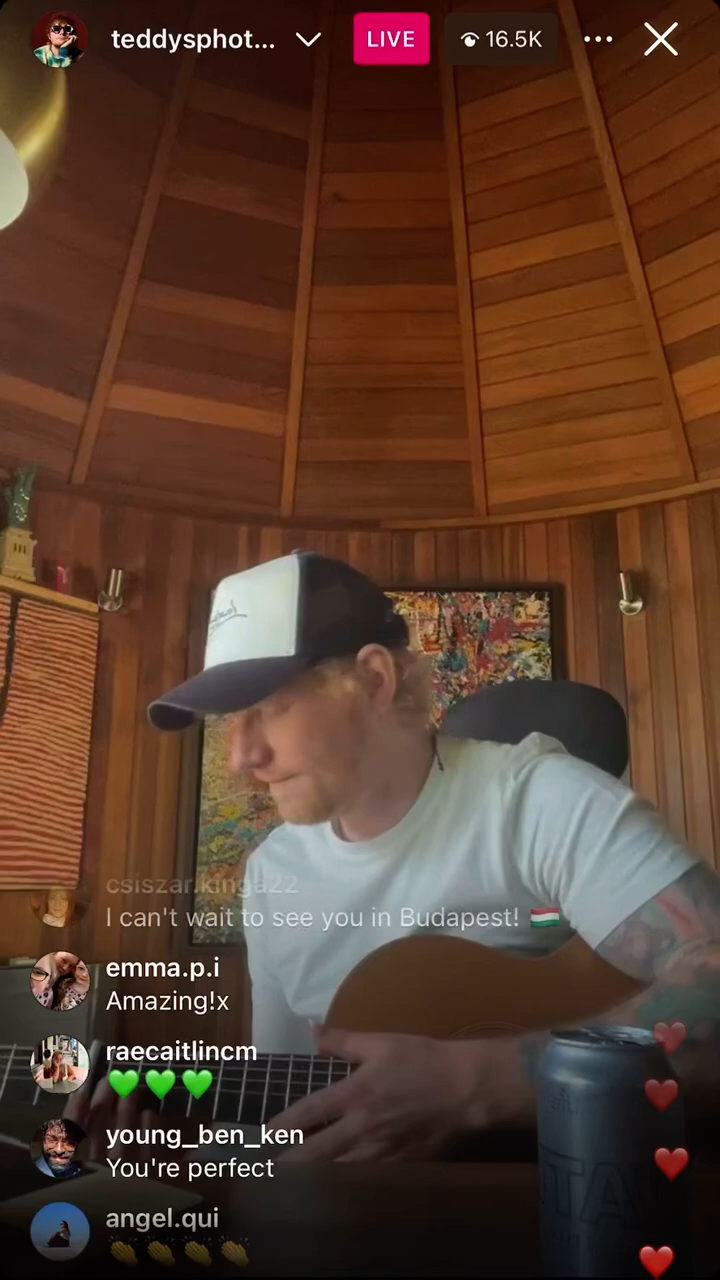 teddysphot...
LIVE
16.5K
csiszar.kinga22
I can't wait to see you in Budapest! 🇭🇺
emma.p.i
Amazing!x
raecaitlincm
💚💚💚
young_ben_ken
You're perfect
angel.qui
👏👏👏👏